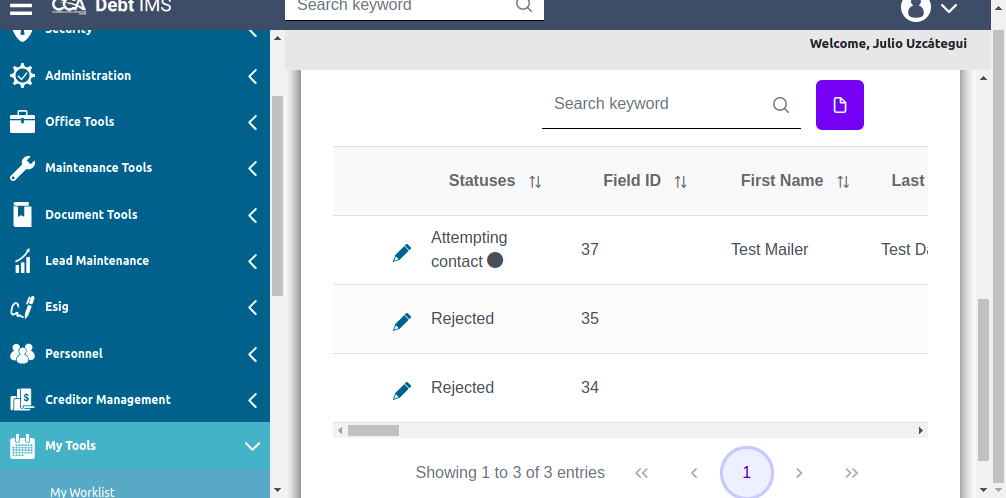 CCA Debt IMS
Search keyword
Welcome, Julio Uzcátegui
Security
Administration
Office Tools
Maintenance Tools
Document Tools
Lead Maintenance
Esig
Personnel
Creditor Management
My Tools
My Worklist
Search keyword
Statuses Field ID First Name Last
Attempting
contact 37 Test Mailer Test Da
Rejected 35
Rejected 34
Showing 1 to 3 of 3 entries 1